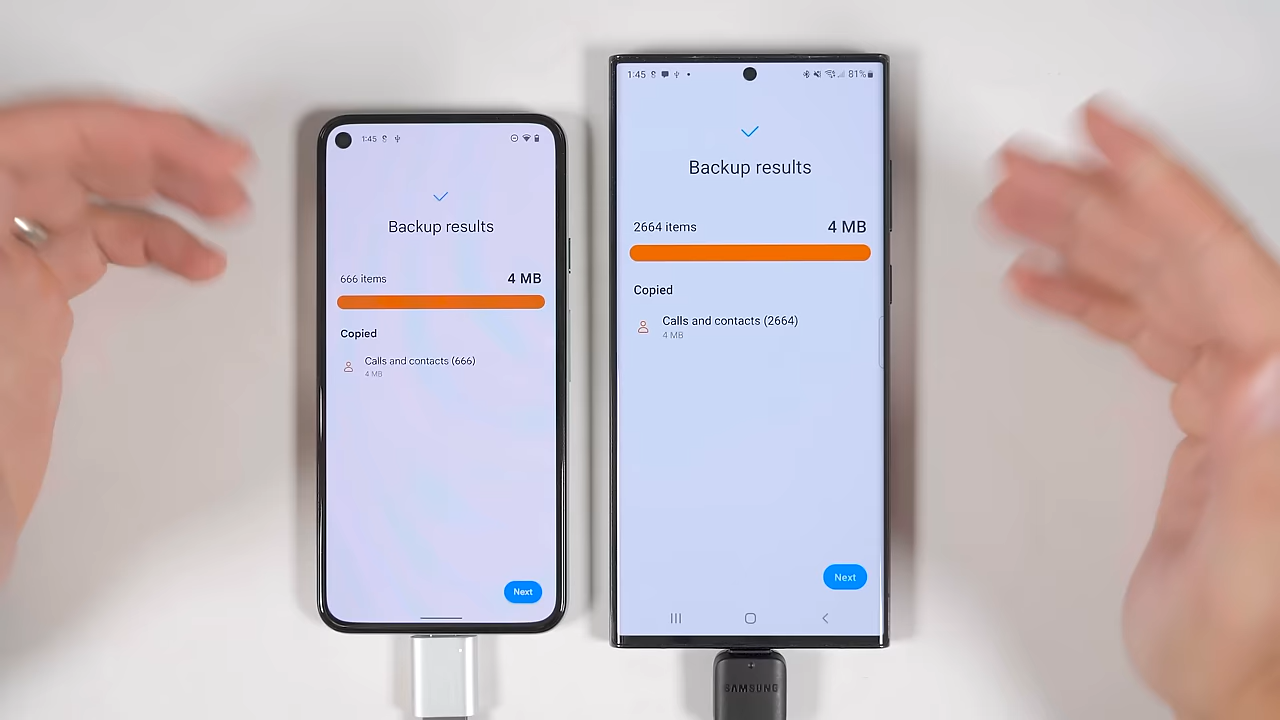 1:45
Backup results
666 items
4 MB
Copied
Calls and contacts (666)
4 MB
Next
1:45
81%
Backup results
2664 items
4 MB
Copied
Calls and contacts (2664)
4 MB
Next
SAMSUNG